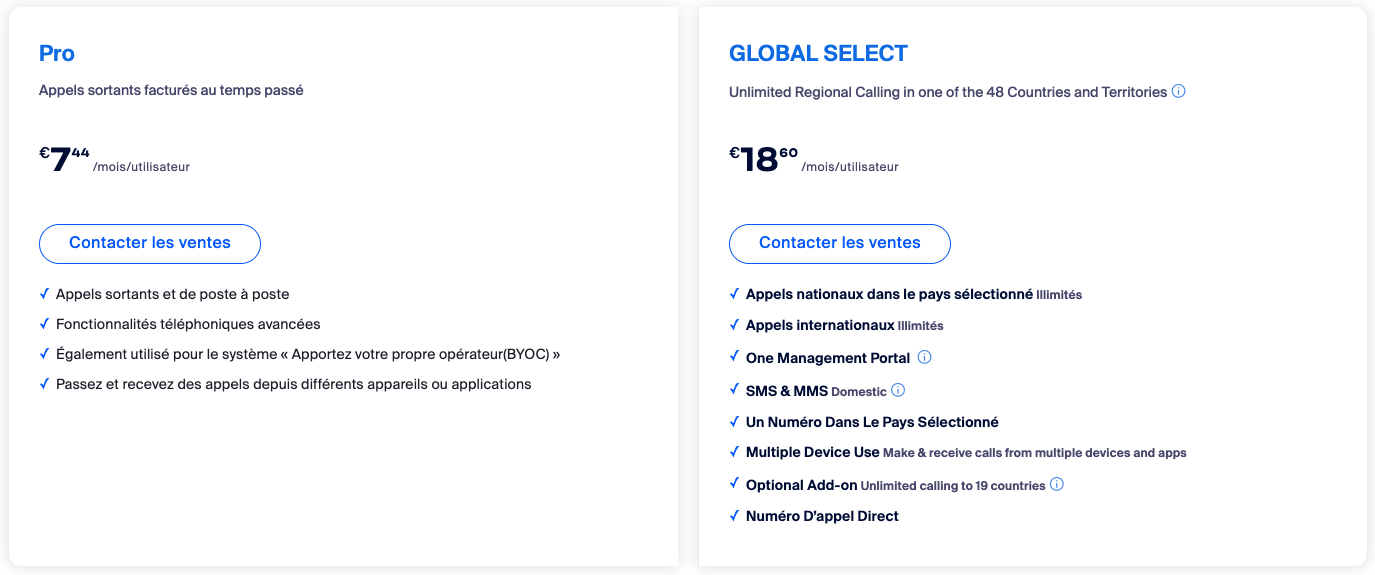 Pro
Appels sortants facturés au temps passé
€744 /mois/utilisateur
Contacter les ventes
Appels sortants et de poste à poste
Fonctionnalités téléphoniques avancées
Également utilisé pour le système « Apportez votre propre opérateur(BYOC) »
Passez et recevez des appels depuis différents appareils ou applications
GLOBAL SELECT
Unlimited Regional Calling in one of the 48 Countries and Territories
€1860 /mois/utilisateur
Contacter les ventes
Appels nationaux dans le pays sélectionné Illimités
Appels internationaux Illimités
One Management Portal
SMS & MMS Domestic
Un Numéro Dans Le Pays Sélectionné
Multiple Device Use Make & receive calls from multiple devices and apps
Optional Add-on Unlimited calling to 19 countries
Numéro D’appel Direct